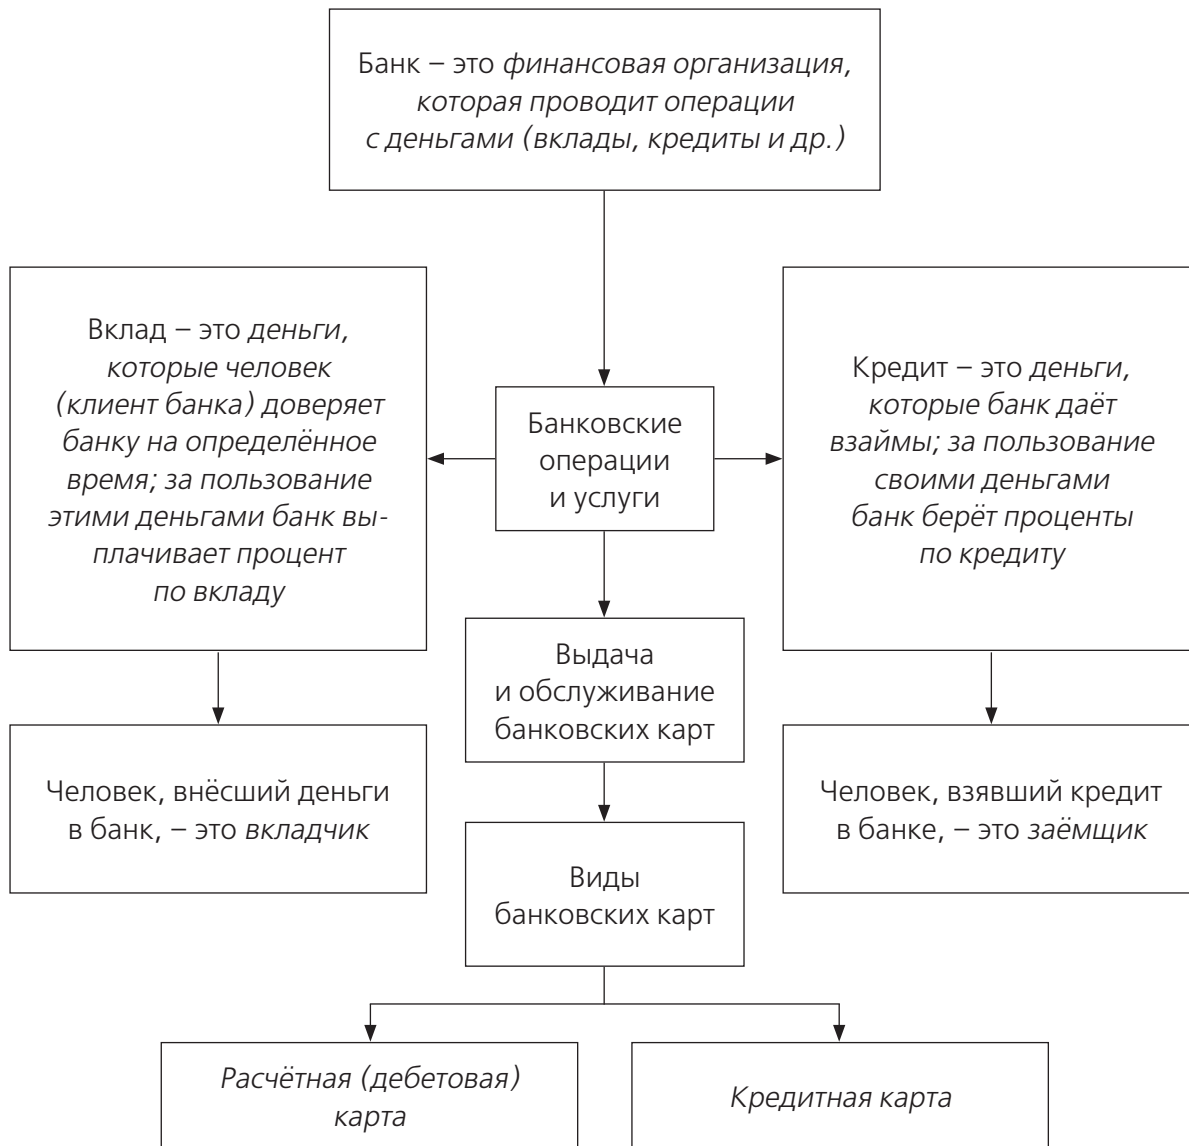 Банк – это финансовая организация,
которая проводит операции
с деньгами (вклады, кредиты и др.)
Вклад – это деньги,
которые человек
(клиент банка) доверяет
банку на определённое
время; за пользование
этими деньгами банк вы-
плачивает процент
по вкладу
Банковские
операции
и услуги
Кредит – это деньги,
которые банк даёт
взаймы; за пользование
своими деньгами
банк берёт проценты
по кредиту
Выдача
и обслуживание
банковских карт
Человек, внёсший деньги
в банк, – это вкладчик
Человек, взявший кредит
в банке, – это заёмщик
Виды
банковских карт
Расчётная (дебетовая)
карта
Кредитная карта